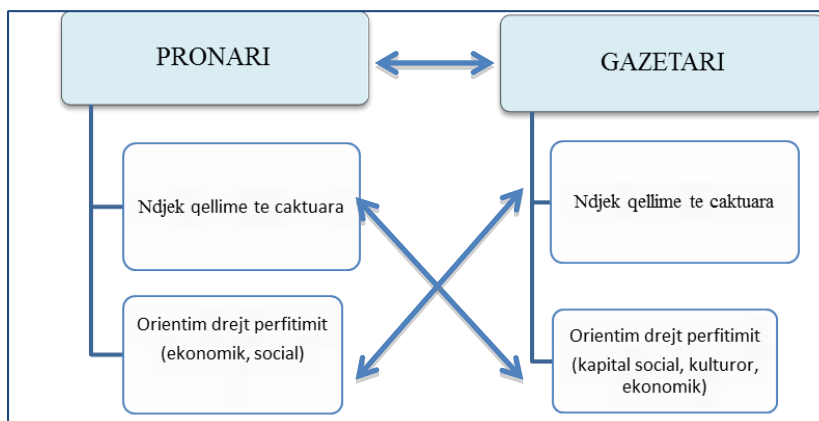 PRONARI
Ndjek qellime te caktuara
Orientim drejt perfitimit
(ekonomik, social)
GAZETARI
Ndjek qellime te caktuara
Orientim drejt perfitimit
(kapital social, kulturor,
ekonomik)